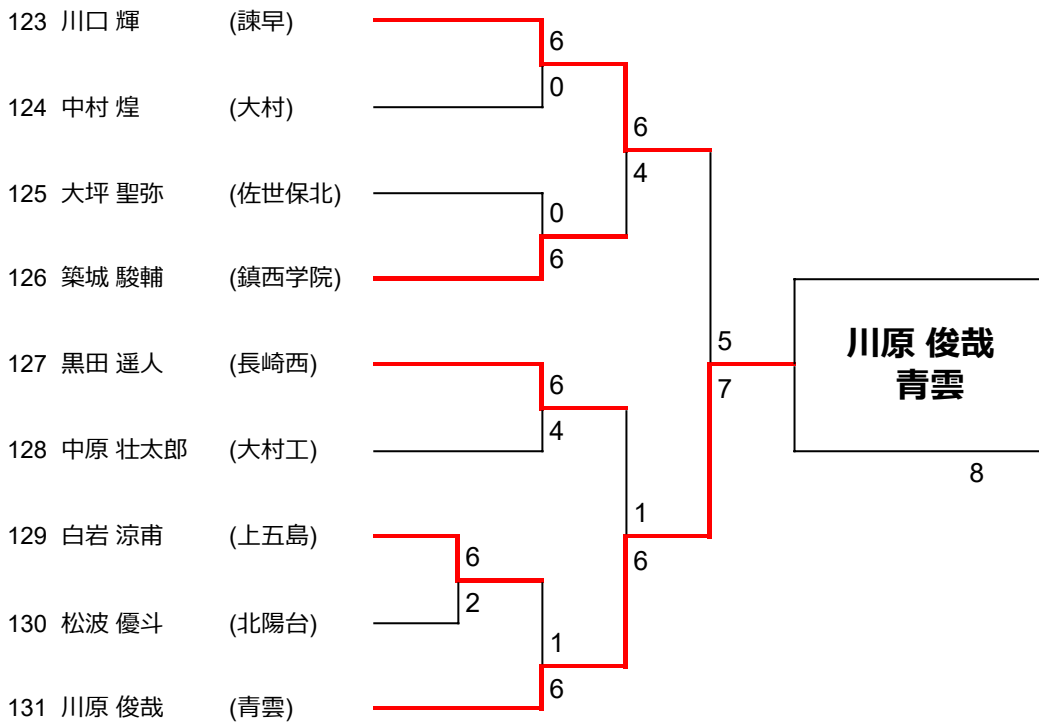 123 川口 輝 (諫早)
6
0
124 中村 煌 (大村)
6
4
125 大坪 聖弥 (佐世保北)
0
6
126 築城 駿輔 (鎮西学院)
5
7
川原 俊哉
青雲
8
127 黒田 遥人 (長崎西)
6
4
128 中原 壮太郎 (大村工)
1
6
129 白岩 涼甫 (上五島)
6
2
130 松波 優斗 (北陽台)
1
6
131 川原 俊哉 (青雲)